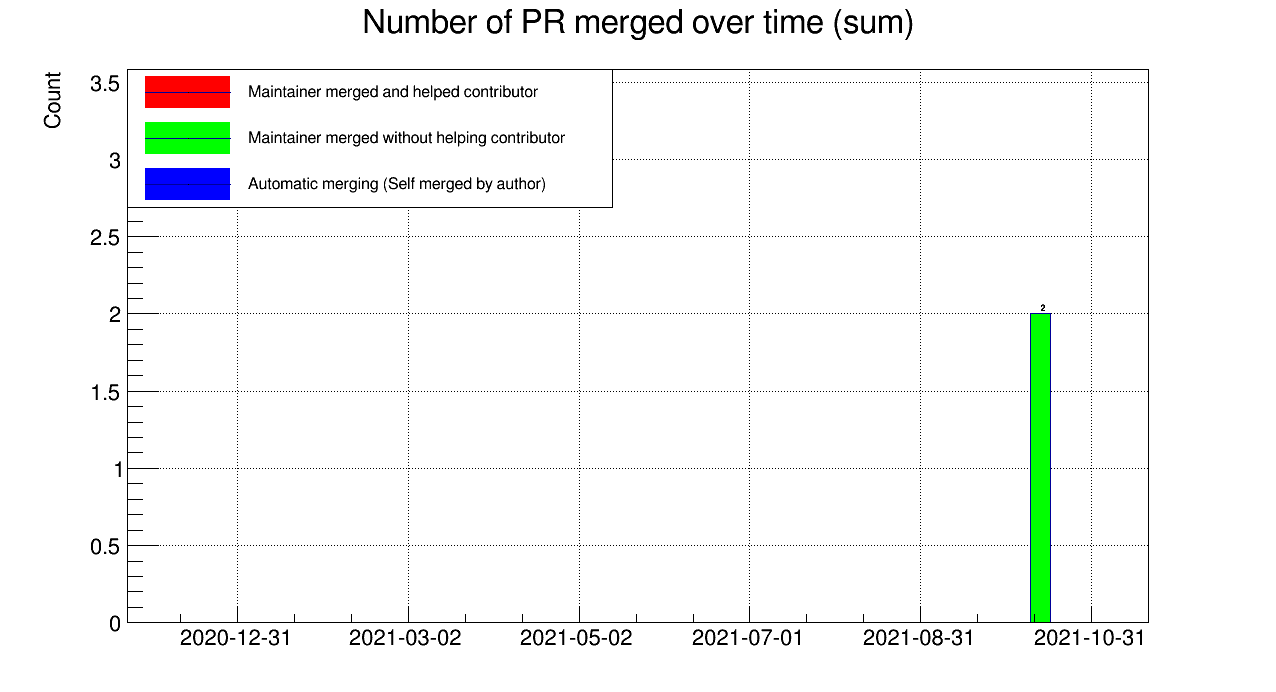 Number of PR merged over time (sum)
Count
Maintainer merged and helped contributor
Maintainer merged without helping contributor
Automatic merging (Self merged by author)
3.5
3
2.5
2
1.5
1
0.5
0
2
2020-12-31 2021-03-02 2021-05-02 2021-07-01 2021-08-31 2021-10-31